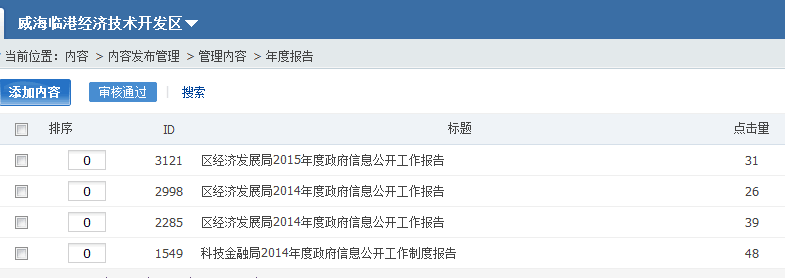 威海临港经济技术开发区
当前位置：内容 > 内容发布管理 > 管理内容 > 年度报告
添加内容 审核通过 搜索
排序 ID 标题 点击量
0 3121 区经济发展局2015年度政府信息公开工作报告 31
0 2998 区经济发展局2014年度政府信息公开工作报告 26
0 2285 区经济发展局2014年度政府信息公开工作报告 39
0 1549 科技金融局2014年度政府信息公开工作制度报告 48